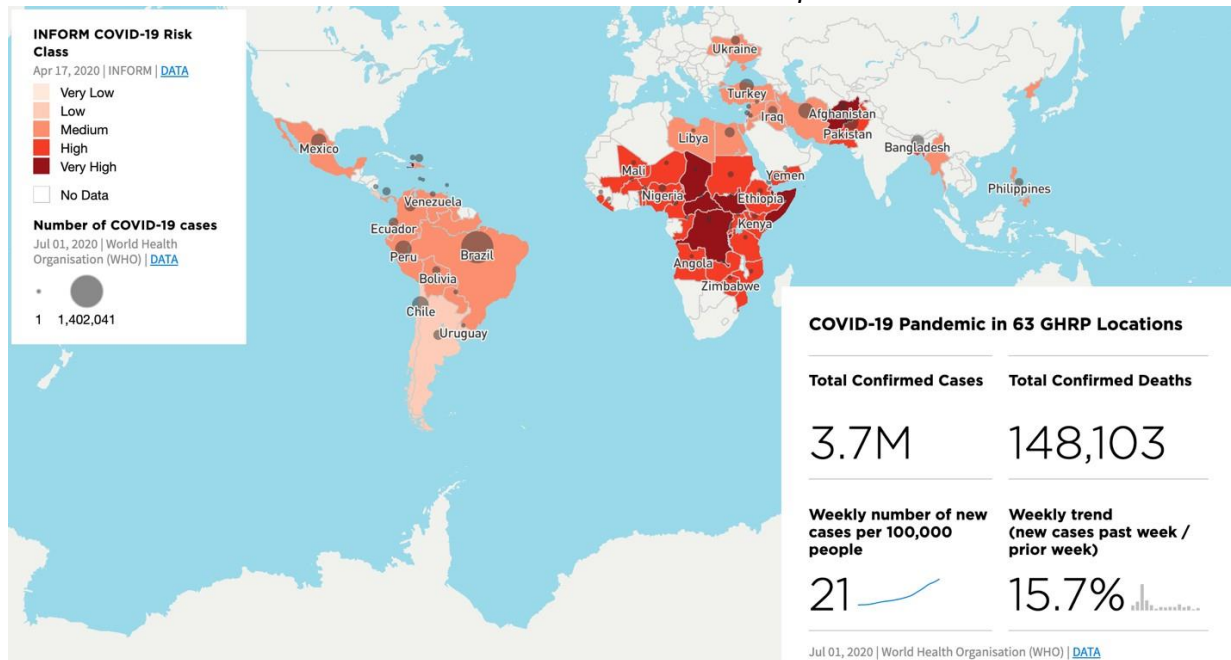 INFORM COVID-19 Risk
Class
Apr 17, 2020 | INFORM | DATA
Very Low
Low
Medium
High
Very High
No Data
Number of COVID-19 cases
Jul 01, 2020 | World Health
Organisation (WHO) | DATA
1 1,402,041
Ukraine
Turkey
Iraq
Afghanistan
Pakistan
Libya
Bangladesh
Mexico
Mali
Yemen
Philippines
Nigeria
Ethiopia
Venezuela
Kenya
Ecuador
Peru
Brazil
Angola
Bolivia
Zimbabwe
Chile
Uruguay
COVID-19 Pandemic in 63 GHRP Locations
Total Confirmed Cases
3.7M
Total Confirmed Deaths
148,103
Weekly number of new
cases per 100,000
people
21
Weekly trend
(new cases past week /
prior week)
15.7%
Jul 01, 2020 | World Health Organisation (WHO) | DATA